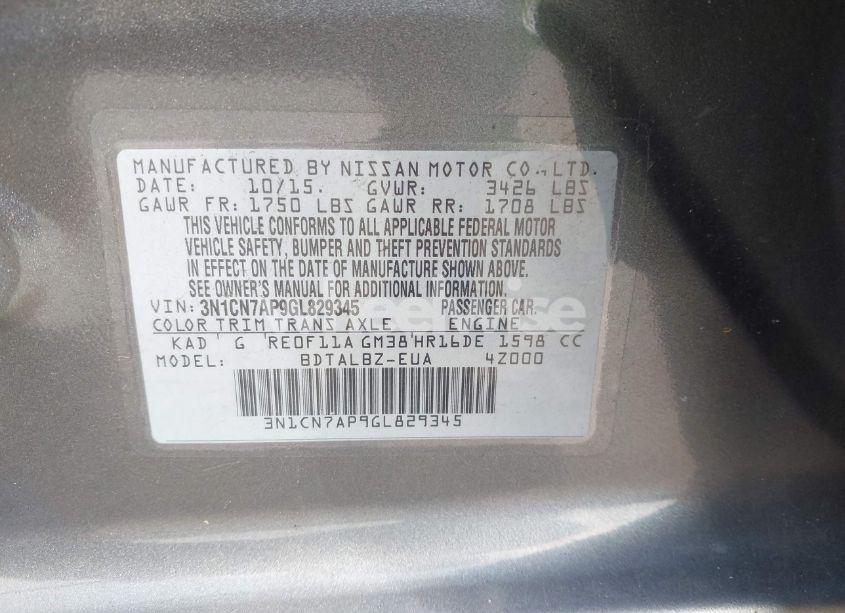 MANUFACTURED BY NISSAN MOTOR CO., LTD.
DATE: 10/15. GVWR: 3426 LBS
GAWR FR: 1750 LBS GAWR RR: 1708 LBS
THIS VEHICLE CONFORMS TO ALL APPLICABLE FEDERAL MOTOR
VEHICLE SAFETY, BUMPER AND THEFT PREVENTION STANDARDS
IN EFFECT ON THE DATE OF MANUFACTURE SHOWN ABOVE.
SEE OWNER'S MANUAL FOR ADDITIONAL INFORMATION.
VIN: 3N1CN7AP9GL829345 PASSENGER CAR.
COLOR TRIM TRANS AXLE ENGINE
KAD G RE0F11A GM38 HR16DE 1598 CC
MODEL: BDTALBZ-EUA 4Z000
3N1CN7AP9GL829345